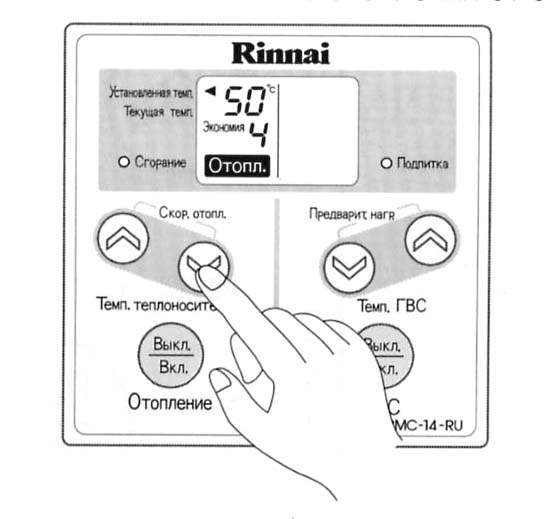 Rinnai
Установленная темп.
50 °C
Текущая темп.
Экономия 4
Сгорание
Отопл.
Подпитка
Скор. отопл.
Предварит. нагр
Темп. ГВС
Выкл.
Вкл.
Отопление
MC-14-RU